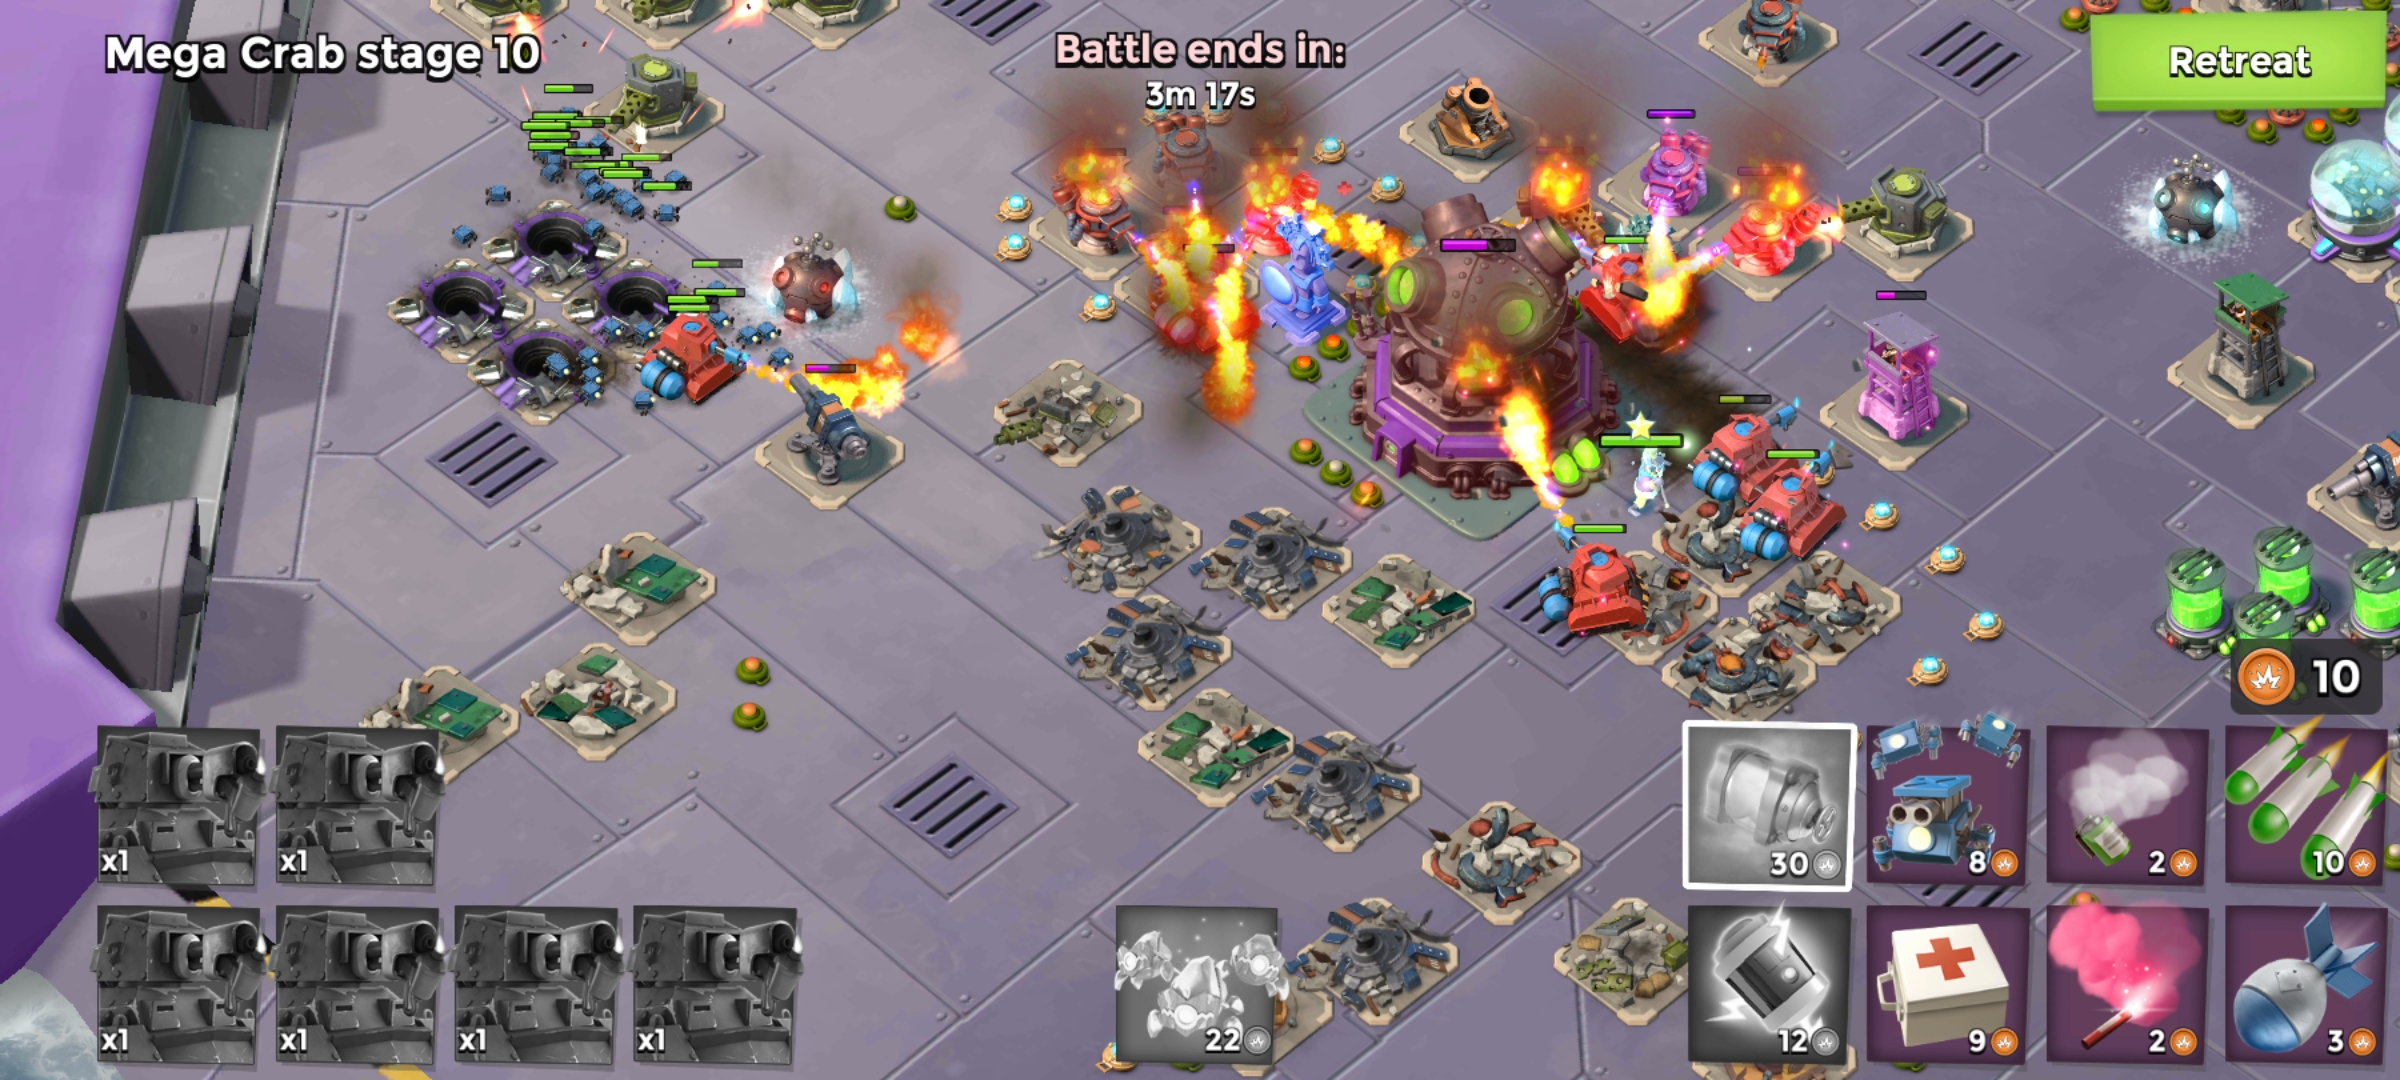 Mega Crab stage 10
Battle ends in:
3m 17s
Retreat
10
x1
x1
30
8
2
10
x1
x1
x1
x1
22
12
9
2
3